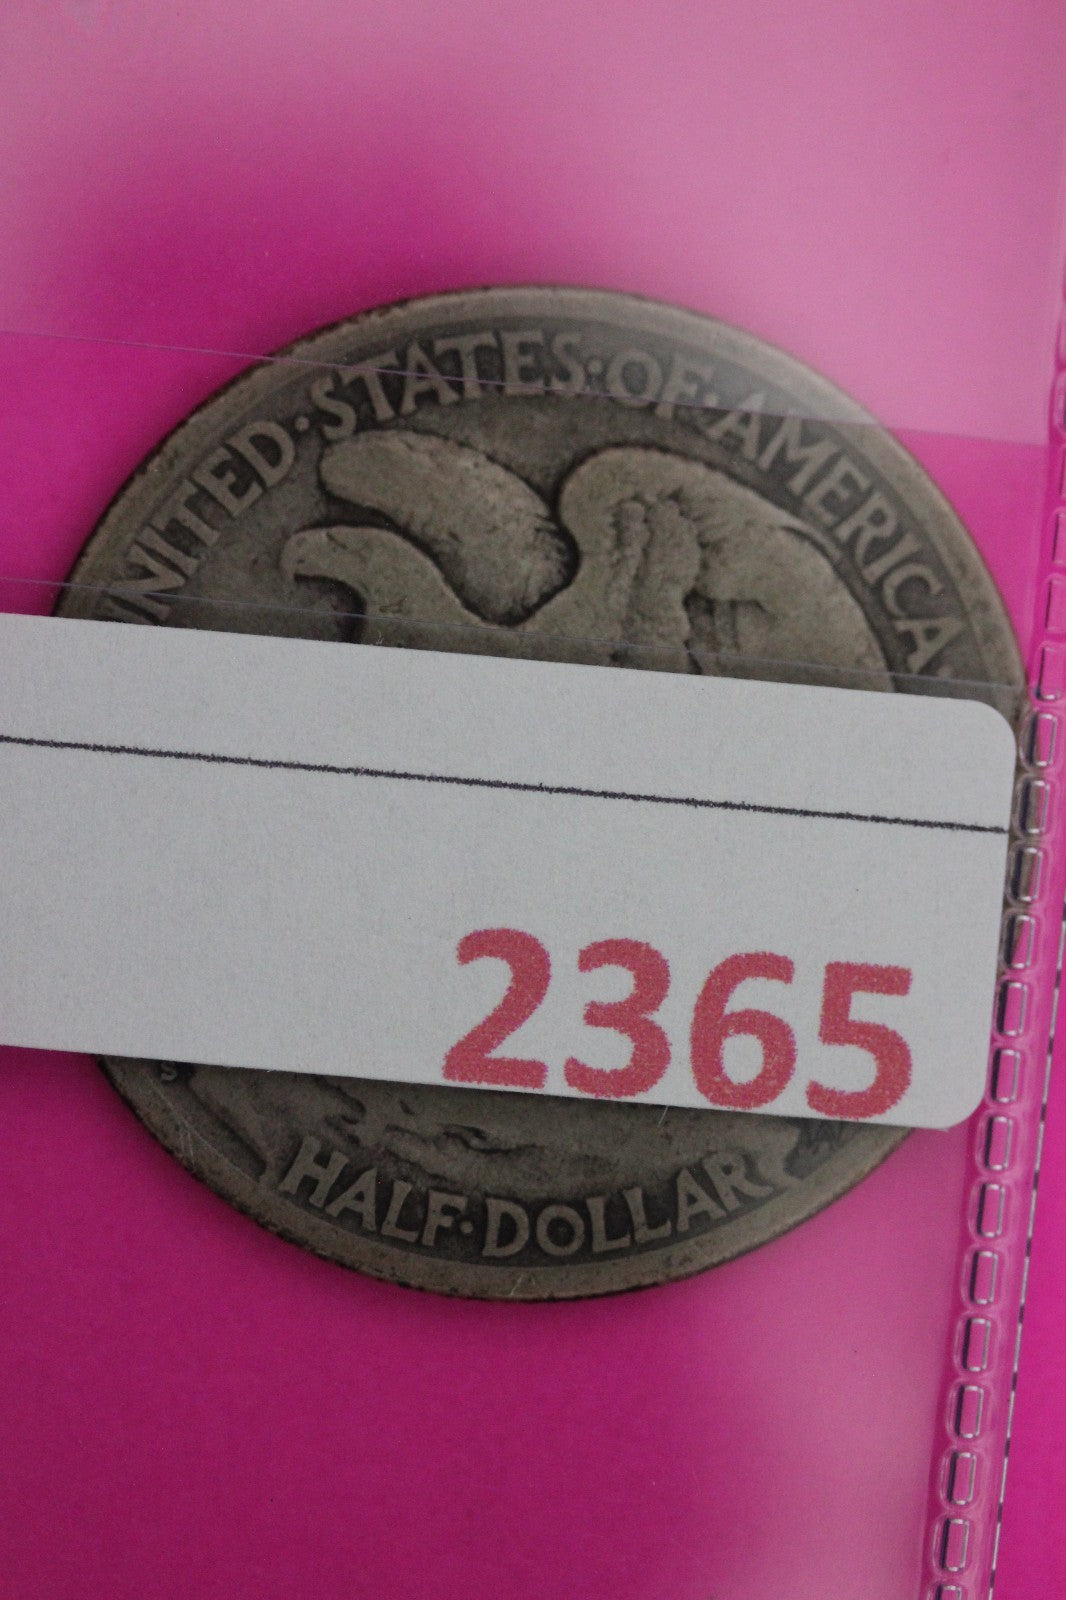 UNITED·STATES·OF·AMERICA
2365
S
HALF·DOLLAR